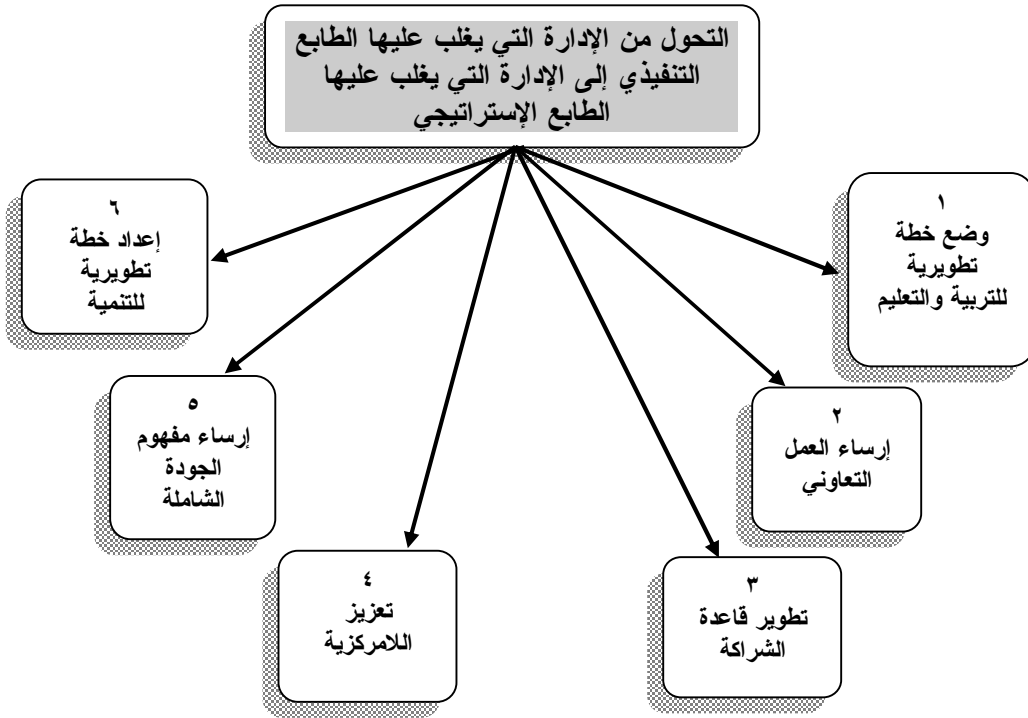 التحول من الإدارة التي يغلب عليها الطابع
التنفيذي إلى الإدارة التي يغلب عليها
الطابع الإستراتيجي
١
وضع خطة
تطويرية
للتربية والتعليم
٢
إرساء العمل
التعاوني
٣
تطوير قاعدة
الشراكة
٤
تعزيز
اللامركزية
٥
إرساء مفهوم
الجودة
الشاملة
٦
إعداد خطة
تطويرية
للتنمية